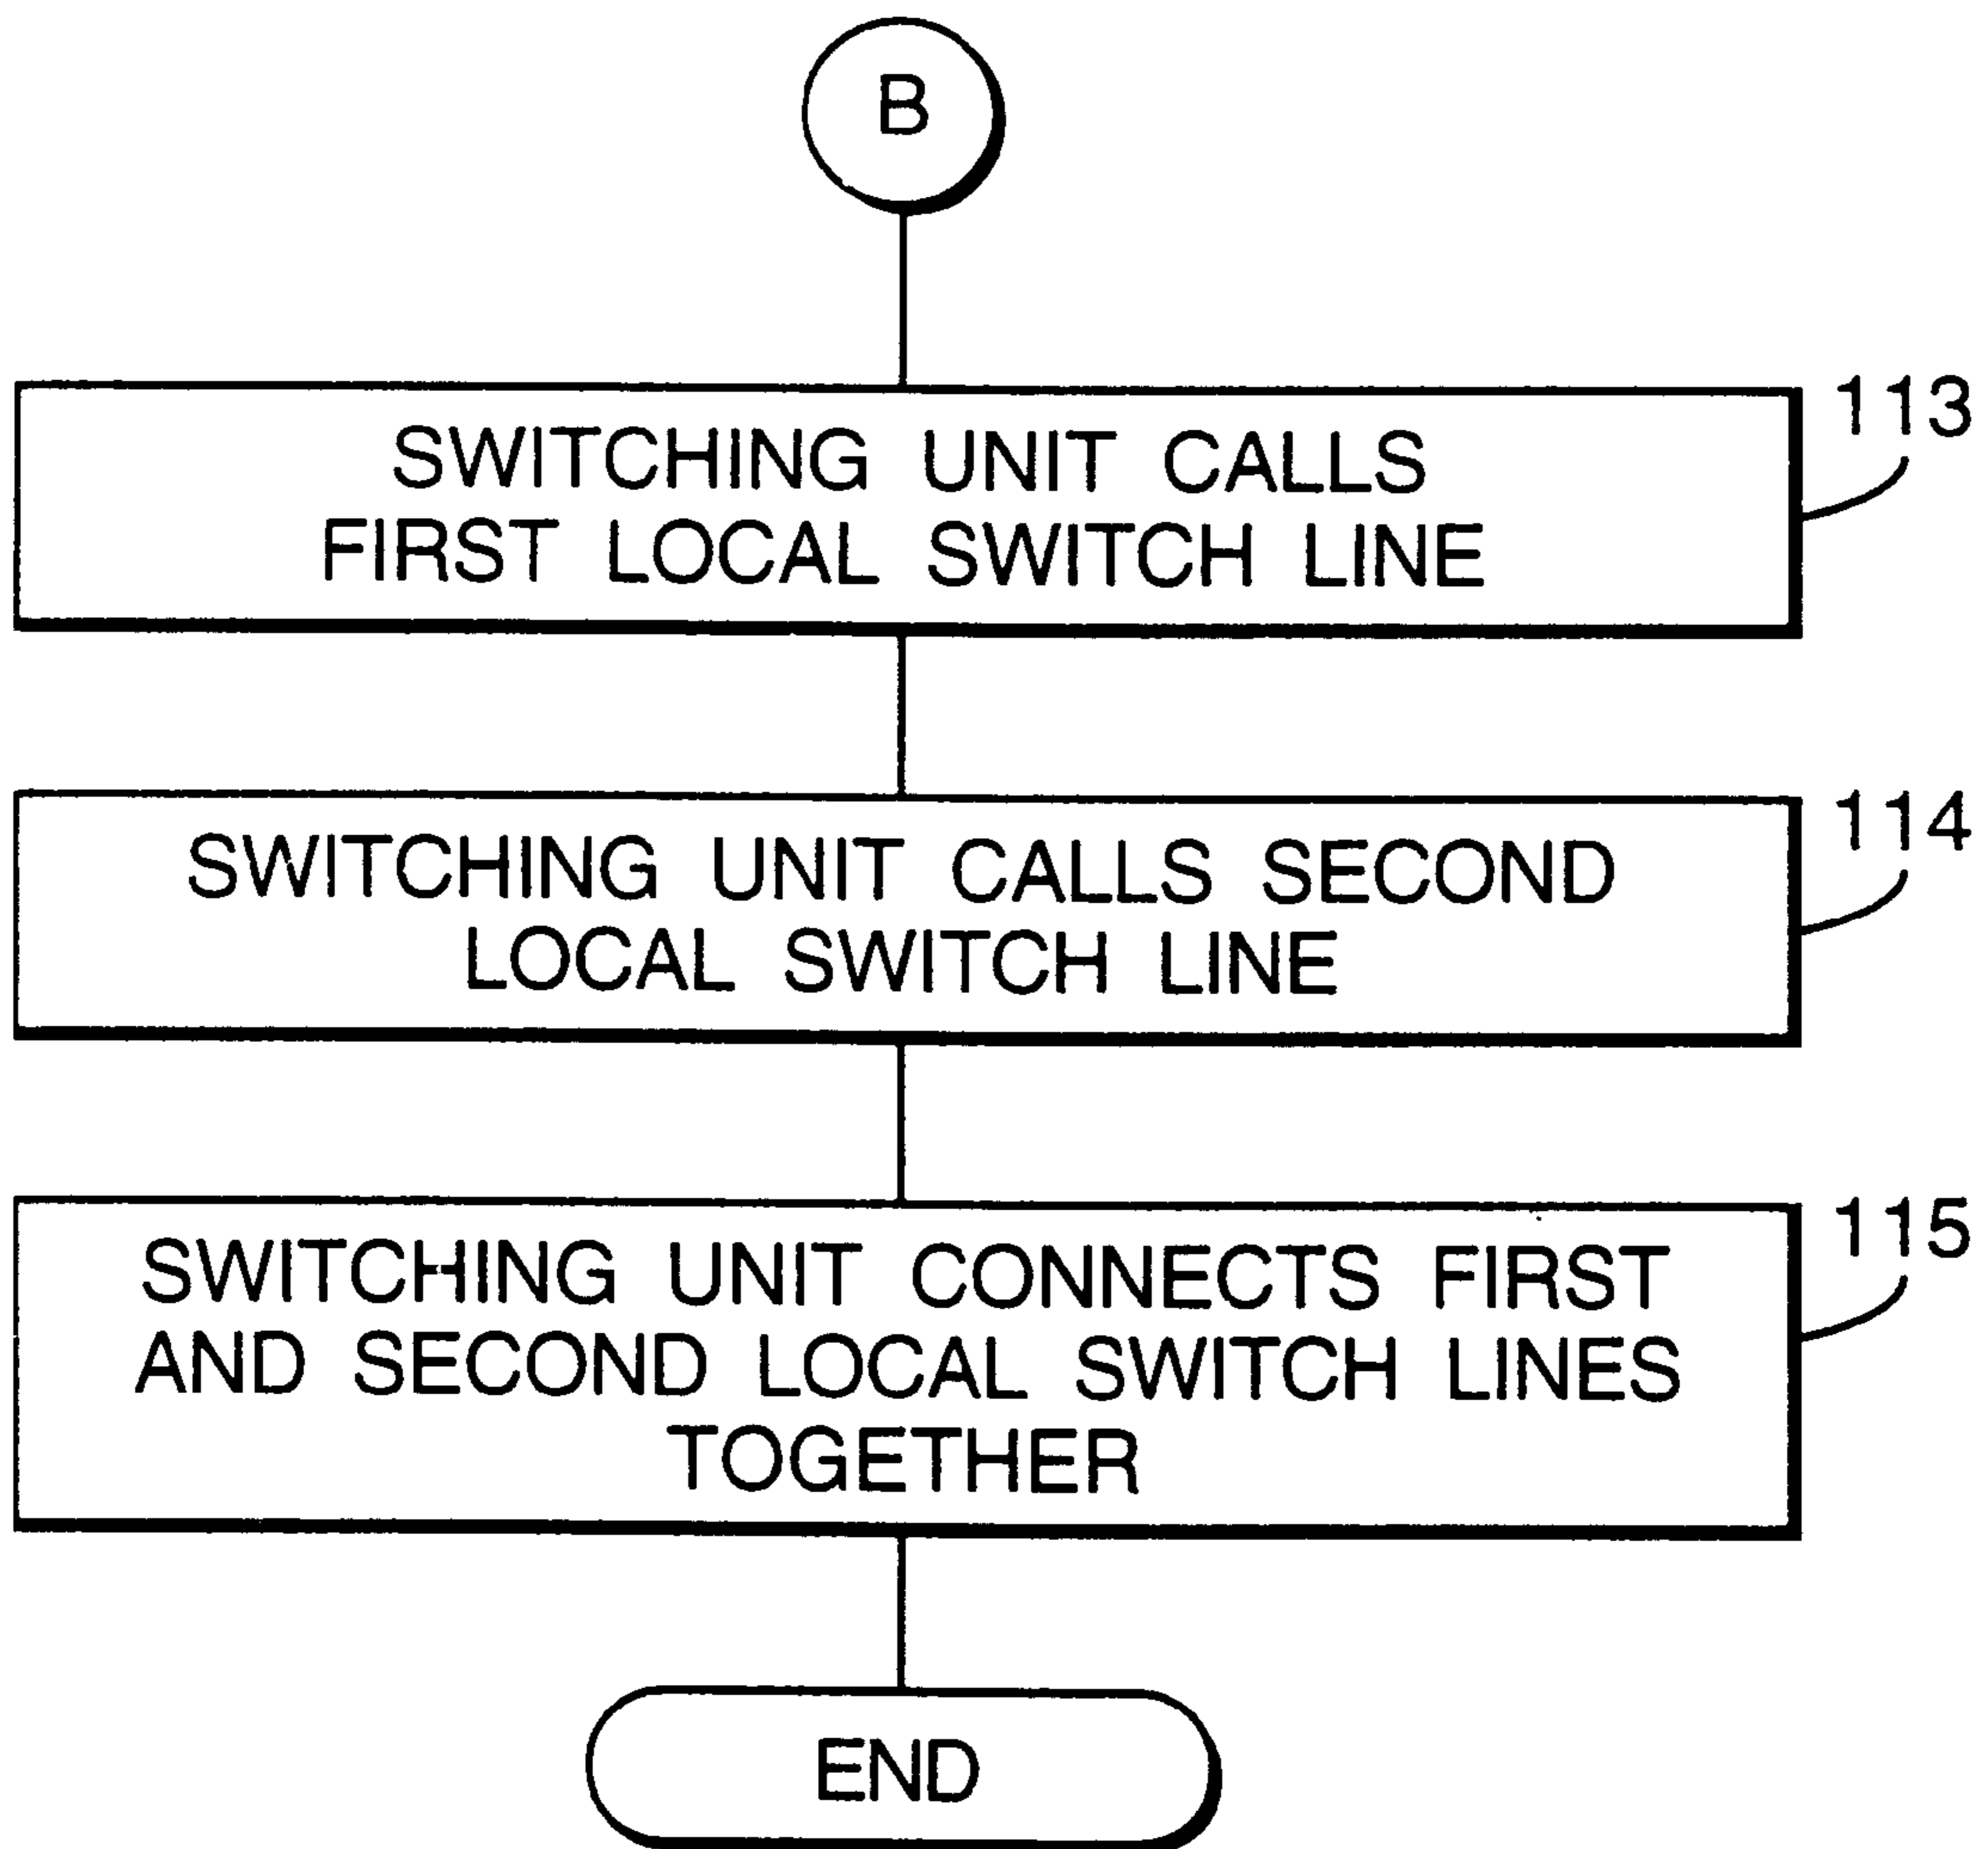 B
SWITCHING UNIT CALLS
FIRST LOCAL SWITCH LINE
113
SWITCHING UNIT CALLS SECOND
LOCAL SWITCH LINE
114
SWITCHING UNIT CONNECTS FIRST
AND SECOND LOCAL SWITCH LINES
TOGETHER
115
END